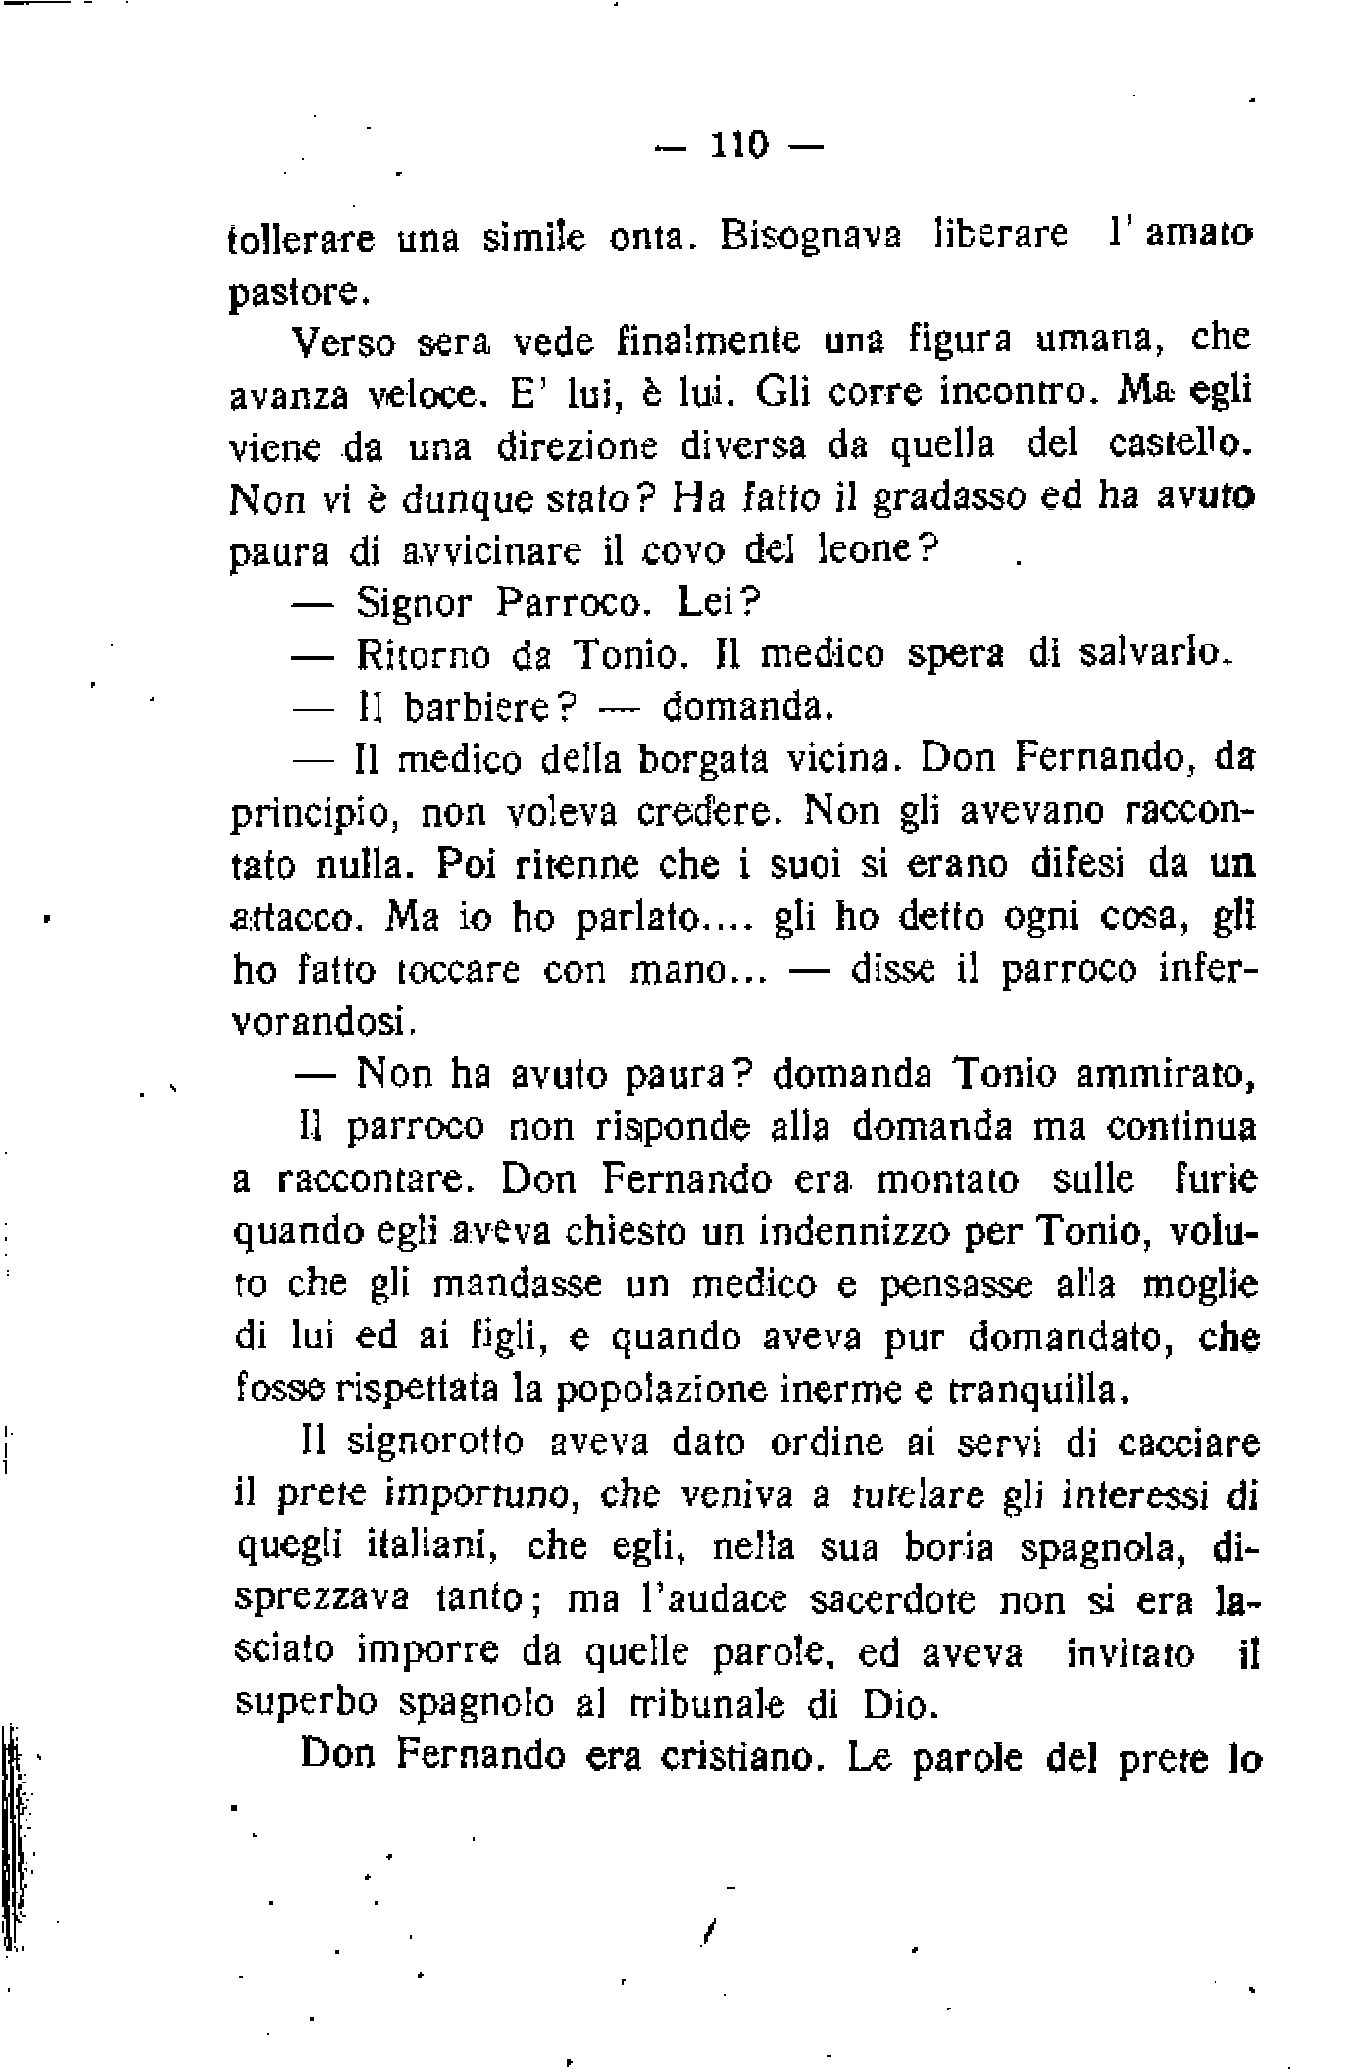 — 110 —
tollerare una simile onta. Bisognava liberare l' amato
pastore.
Verso sera vede finalmente una figura umana, che
avanza veloce. E' lui, è lui. Gli corre incontro. Ma egli
viene da una direzione diversa da quella del castello.
Non vi è dunque stato? Ha fatto il gradasso ed ha avuto
paura di avvicinare il covo del leone?
— Signor Parroco. Lei?
— Ritorno da Tonio. Il medico spera di salvarlo.
— Il barbiere? — domanda.
— Il medico della borgata vicina. Don Fernando, da
principio, non voleva credere. Non gli avevano raccon-
tato nulla. Poi ritenne che i suoi si erano difesi da un
attacco. Ma io ho parlato.... gli ho detto ogni cosa, gli
ho fatto toccare con mano... — disse il parroco infer-
vorandosi.
— Non ha avuto paura? domanda Tonio ammirato,
Il parroco non risponde alla domanda ma continua
a raccontare. Don Fernando era montato sulle furie
quando egli aveva chiesto un indennizzo per Tonio, volu-
to che gli mandasse un medico e pensasse alla moglie
di lui ed ai figli, e quando aveva pur domandato, che
fosse rispettata la popolazione inerme e tranquilla.
Il signorotto aveva dato ordine ai servi di cacciare
il prete importuno, che veniva a tutelare gli interessi di
quegli italiani, che egli, nella sua boria spagnola, di-
sprezzava tanto; ma l'audace sacerdote non si era la-
sciato imporre da quelle parole, ed aveva invitato il
superbo spagnolo al tribunale di Dio.
Don Fernando era cristiano. Le parole del prete lo